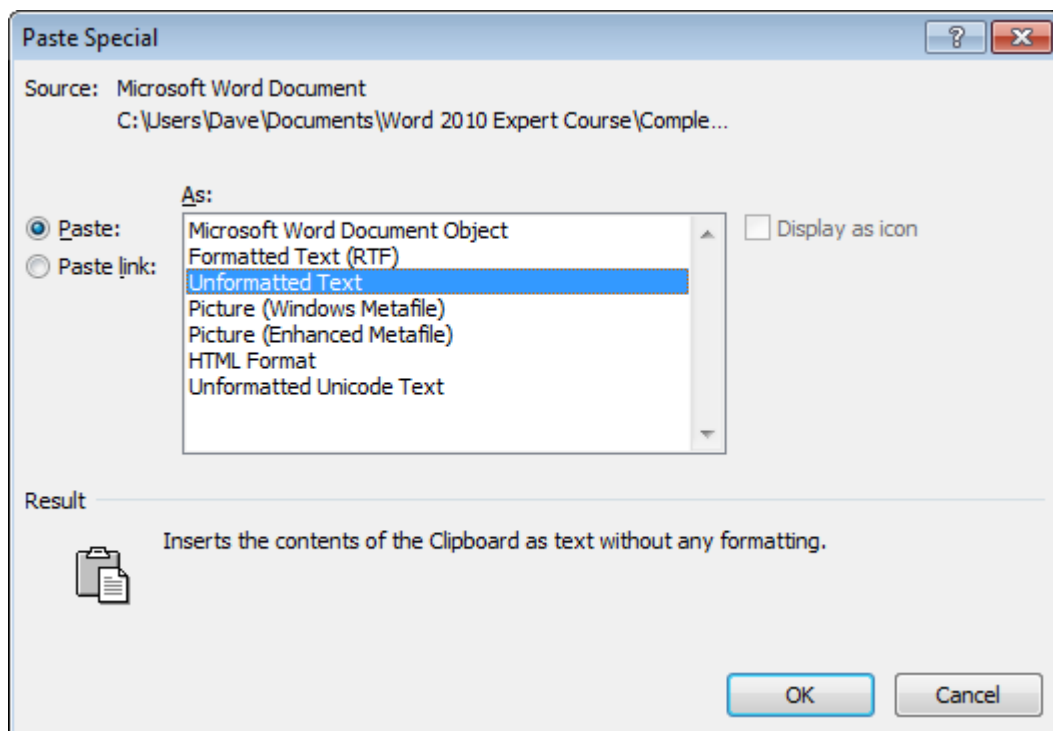 Paste Special
Source: Microsoft Word Document
C:\Users\Dave\Documents\Word 2010 Expert Course\Comple...
As:
Paste:
Paste link:
Microsoft Word Document Object
Formatted Text (RTF)
Unformatted Text
Picture (Windows Metafile)
Picture (Enhanced Metafile)
HTML Format
Unformatted Unicode Text
Display as icon
Result
Inserts the contents of the Clipboard as text without any formatting.
OK
Cancel